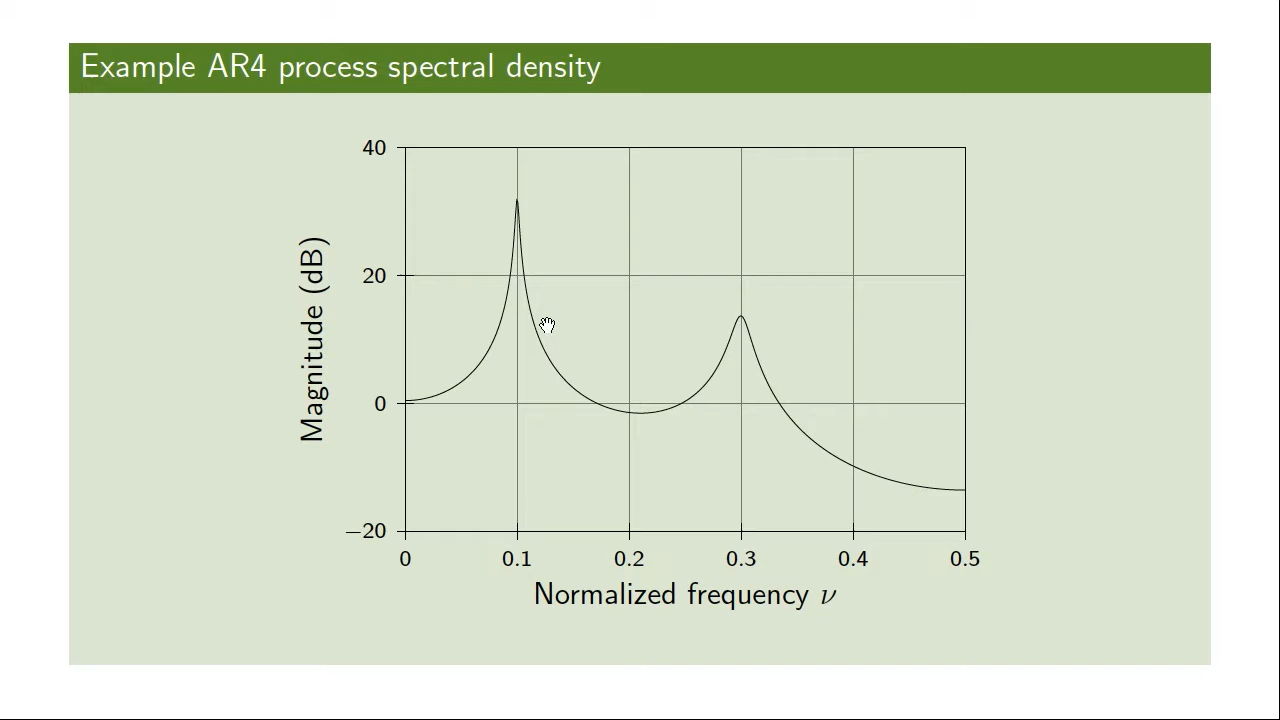 Example AR4 process spectral density
40
20
0
−20
Magnitude (dB)
0 0.1 0.2 0.3 0.4 0.5
Normalized frequency ν